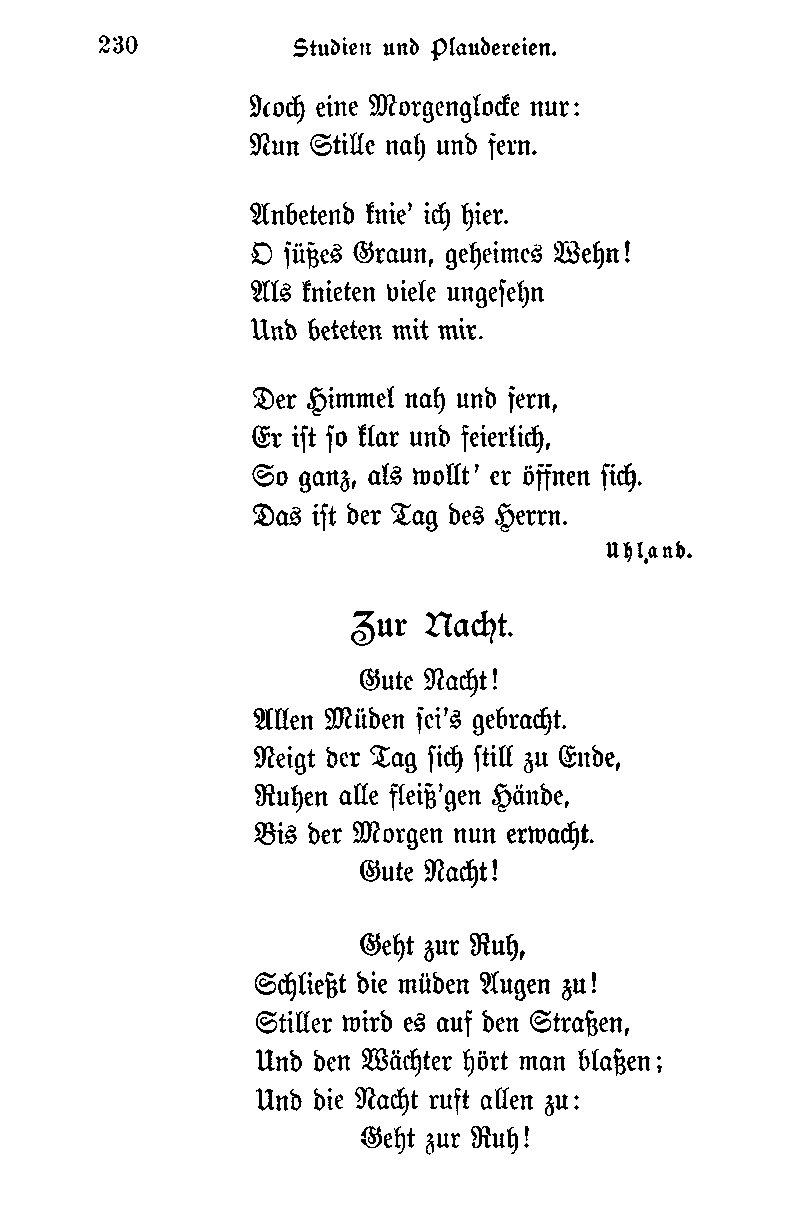 230 Studien und Plaudereien.
Noch eine Morgenglocke nur:
Nun Stille nah und fern.
Anbetend knie' ich hier.
O süßes Graun, geheimes Wehn!
Als knieten viele ungesehn
Und beteten mit mir.
Der Himmel nah und fern,
Er ist so klar und feierlich,
So ganz, als wollt' er öffnen sich.
Das ist der Tag des Herrn.
Uhland.
Zur Nacht.
Gute Nacht!
Allen Müden sei's gebracht.
Neigt der Tag sich still zu Ende,
Ruhen alle fleiß'gen Hände,
Bis der Morgen nun erwacht.
Gute Nacht!
Geht zur Ruh,
Schließt die müden Augen zu!
Stiller wird es auf den Straßen,
Und den Wächter hört man blaßen;
Und die Nacht ruft allen zu:
Geht zur Ruh!